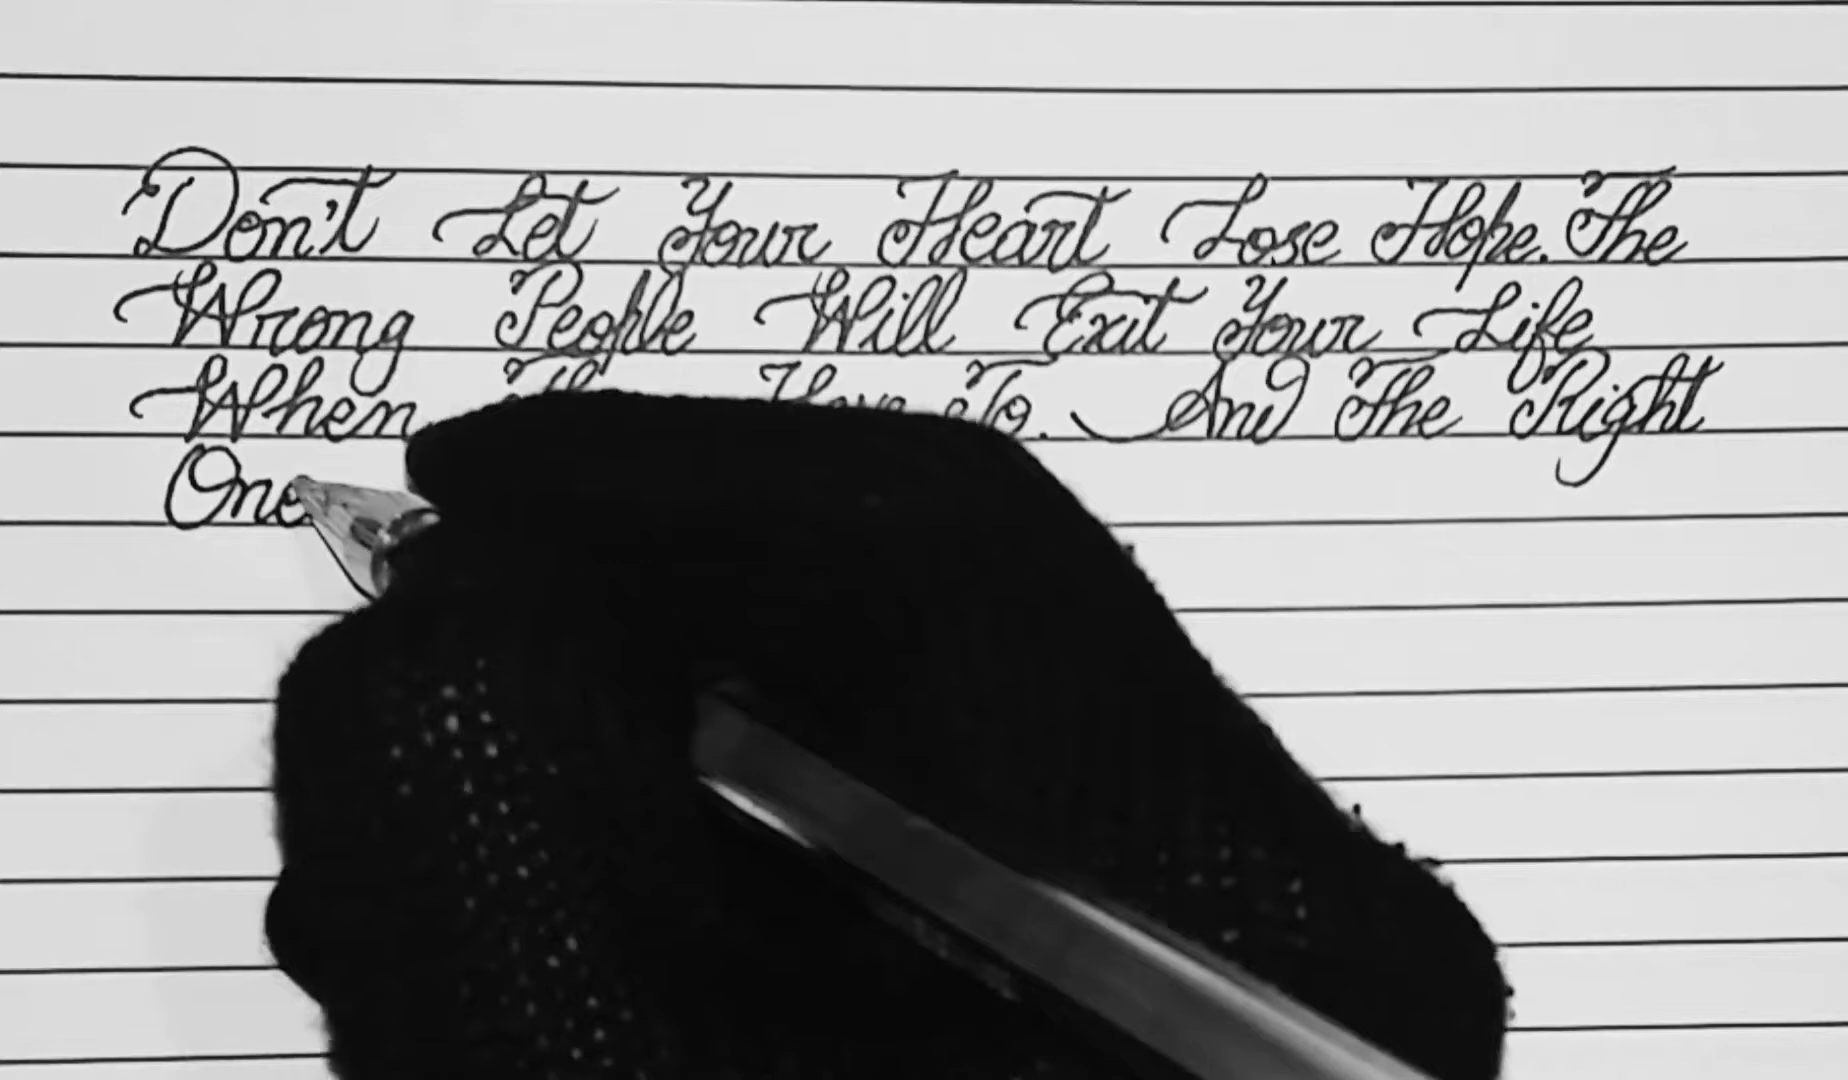 Don't Let Your Heart Lose Hope. The
Wrong People Will Exit Your Life
When Have To. And The Right
One